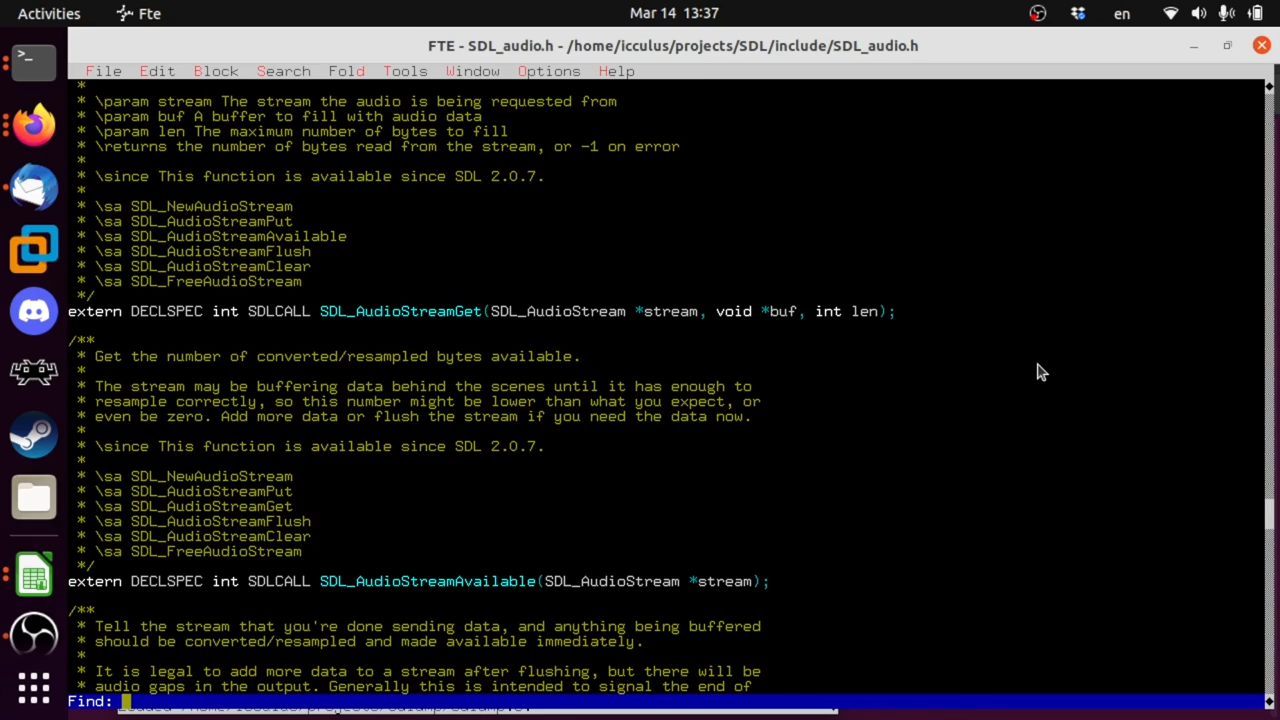 Activities Fte Mar 14 13:37 en
FTE - SDL_audio.h - /home/icculus/projects/SDL/include/SDL_audio.h
File Edit Block Search Fold Tools Window Options Help
*
* \param stream The stream the audio is being requested from
* \param buf A buffer to fill with audio data
* \param len The maximum number of bytes to fill
* \returns the number of bytes read from the stream, or -1 on error
*
* \since This function is available since SDL 2.0.7.
*
* \sa SDL_NewAudioStream
* \sa SDL_AudioStreamPut
* \sa SDL_AudioStreamAvailable
* \sa SDL_AudioStreamFlush
* \sa SDL_AudioStreamClear
* \sa SDL_FreeAudioStream
*/
extern DECLSPEC int SDLCALL SDL_AudioStreamGet(SDL_AudioStream *stream, void *buf, int len);
/**
* Get the number of converted/resampled bytes available.
*
* The stream may be buffering data behind the scenes until it has enough to
* resample correctly, so this number might be lower than what you expect, or
* even be zero. Add more data or flush the stream if you need the data now.
*
* \since This function is available since SDL 2.0.7.
*
* \sa SDL_NewAudioStream
* \sa SDL_AudioStreamPut
* \sa SDL_AudioStreamGet
* \sa SDL_AudioStreamFlush
* \sa SDL_AudioStreamClear
* \sa SDL_FreeAudioStream
*/
extern DECLSPEC int SDLCALL SDL_AudioStreamAvailable(SDL_AudioStream *stream);
/**
* Tell the stream that you're done sending data, and anything being buffered
* should be converted/resampled and made available immediately.
*
* It is legal to add more data to a stream after flushing, but there will be
* audio gaps in the output. Generally this is intended to signal the end of
Find: